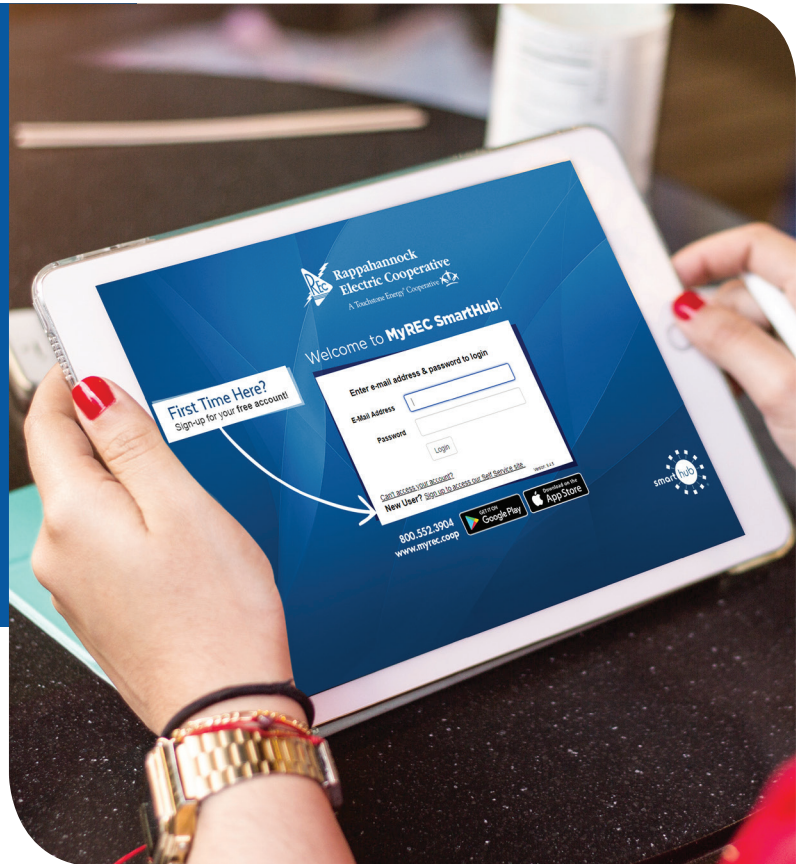 rec
Rappahannock
Electric Cooperative
A Touchstone Energy® Cooperative
Welcome to MyREC SmartHub!
First Time Here?
Sign-up for your free account!
Enter e-mail address & password to login
E-Mail Address
Password
Login
Can't access your account?
New User? Sign up to access our Self Service site.
800.552.3904
www.myrec.coop
GET IT ON
Google Play
Download on the
App Store
smart hub